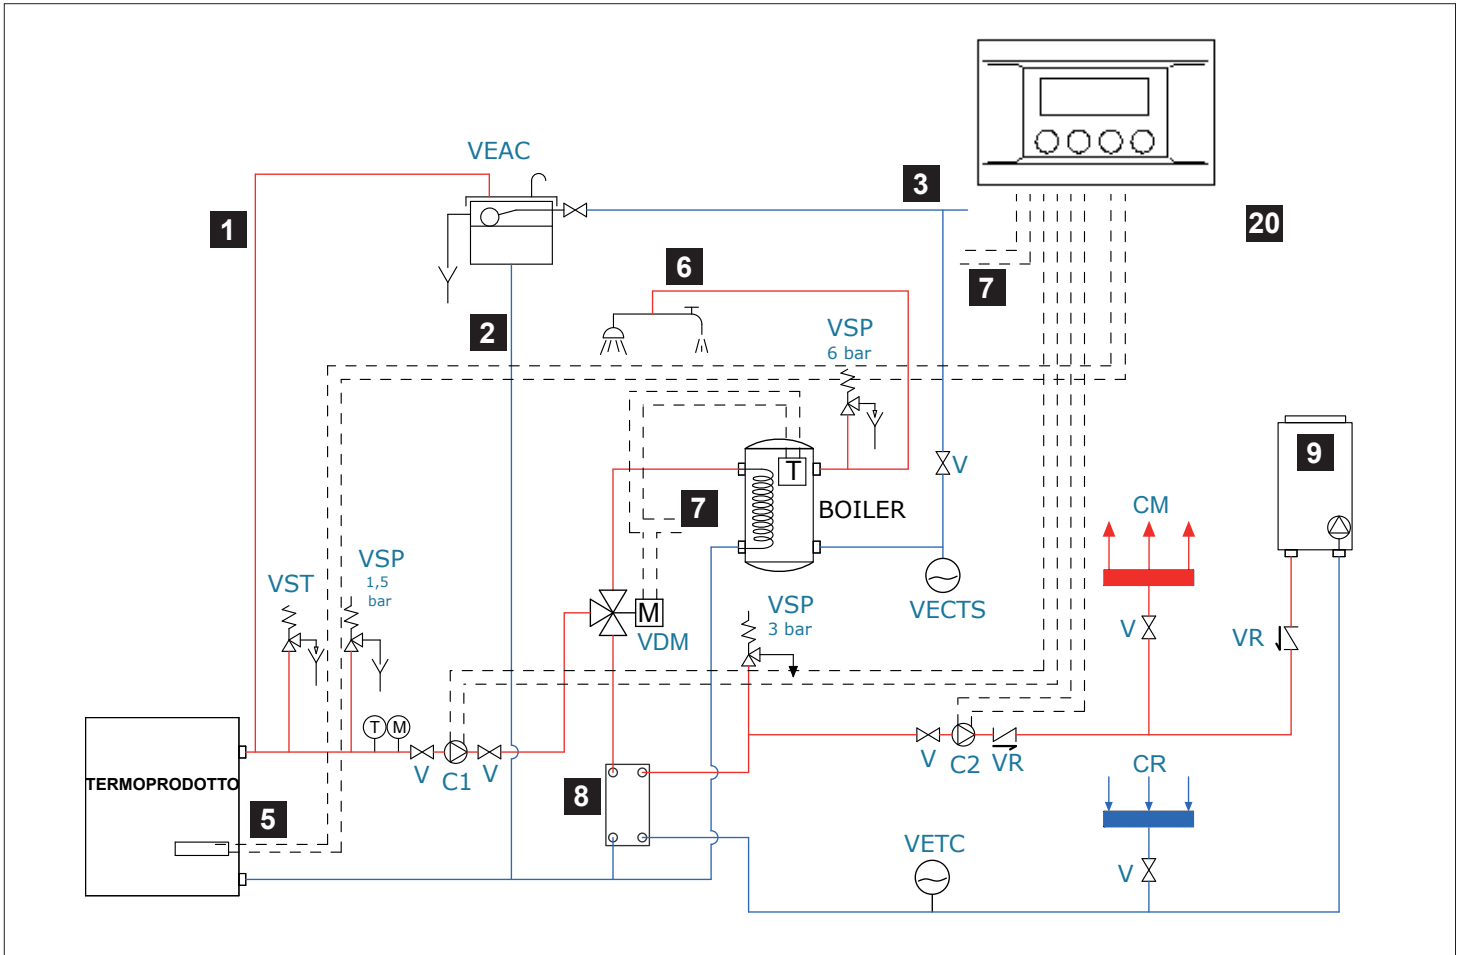 VEAC
3
1
20
6
7
2
VSP
6 bar
9
T
V
BOILER
CM
7
VSP
1,5
bar
VST
VSP
3 bar
M
VDM
VECTS
V
VR
T
M
V
C1
V
V
C2
VR
CR
TERMOPRODOTTO
8
5
VETC
V